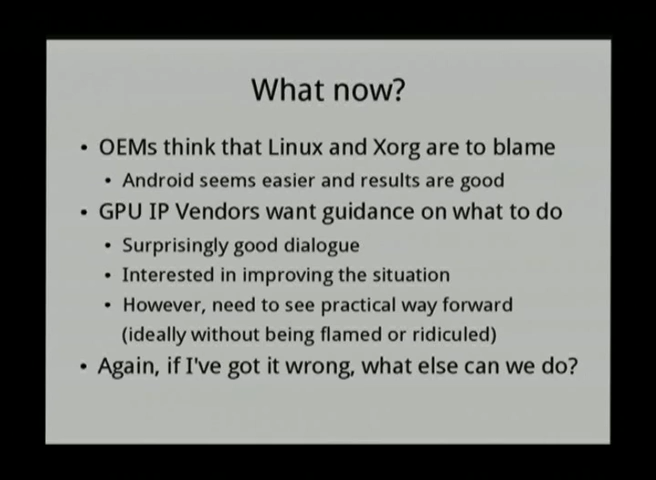 What now?
• OEMs think that Linux and Xorg are to blame
• Android seems easier and results are good
• GPU IP Vendors want guidance on what to do
• Surprisingly good dialogue
• Interested in improving the situation
• However, need to see practical way forward
(ideally without being flamed or ridiculed)
• Again, if I've got it wrong, what else can we do?